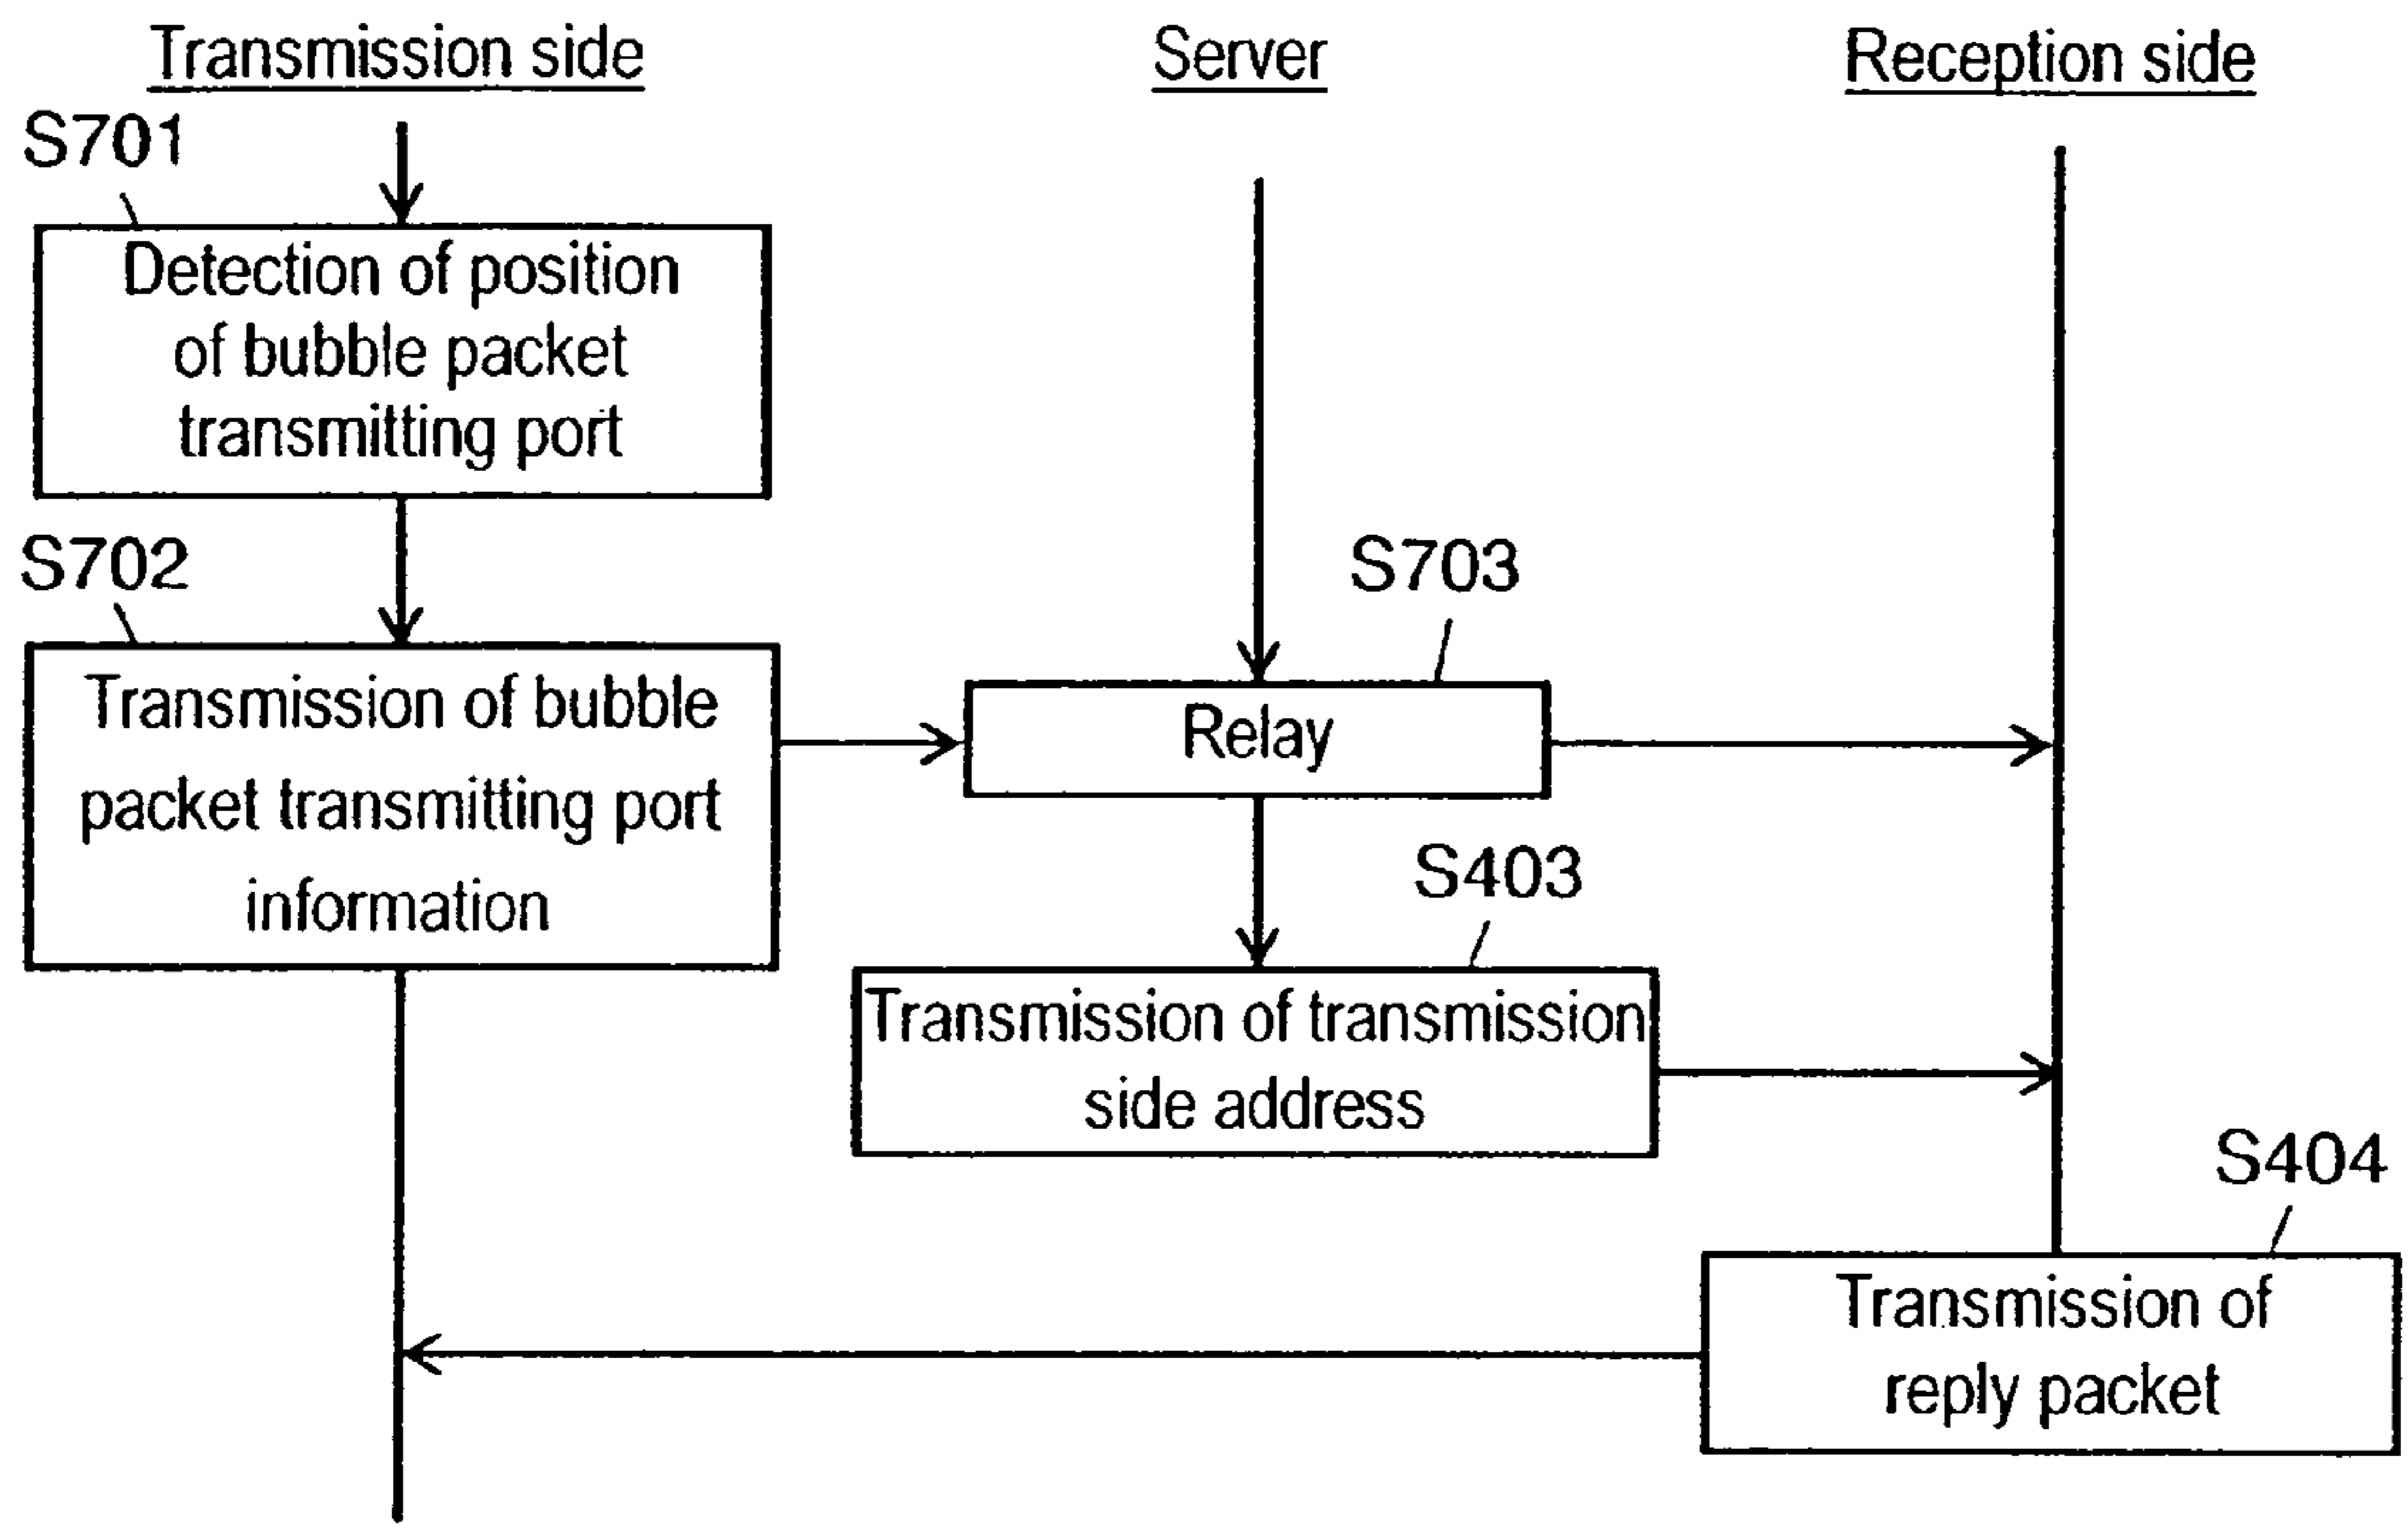 Transmission side
Server
Reception side
S701
Detection of position
of bubble packet
transmitting port
S702
Transmission of bubble
packet transmitting port
information
S703
Relay
S403
Transmission of transmission
side address
S404
Transmission of
reply packet